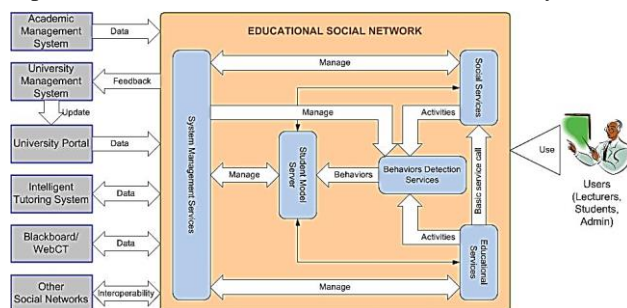 Academic
Management
System
Data
EDUCATIONAL SOCIAL NETWORK
University
Management
System
Feedback
Manage
Social Services
Update
Manage
Activities
University Portal
Data
System Management Services
Student Model
Server
Manage
Behaviors
Behaviors Detection
Services
Basic services call
Use
Users
(Lecturers,
Students,
Admin)
Intelligent
Tutoring System
Data
Blackboard/
WebCT
Data
Activities
Educational
Services
Other
Social Networks
Interoperability
Manage